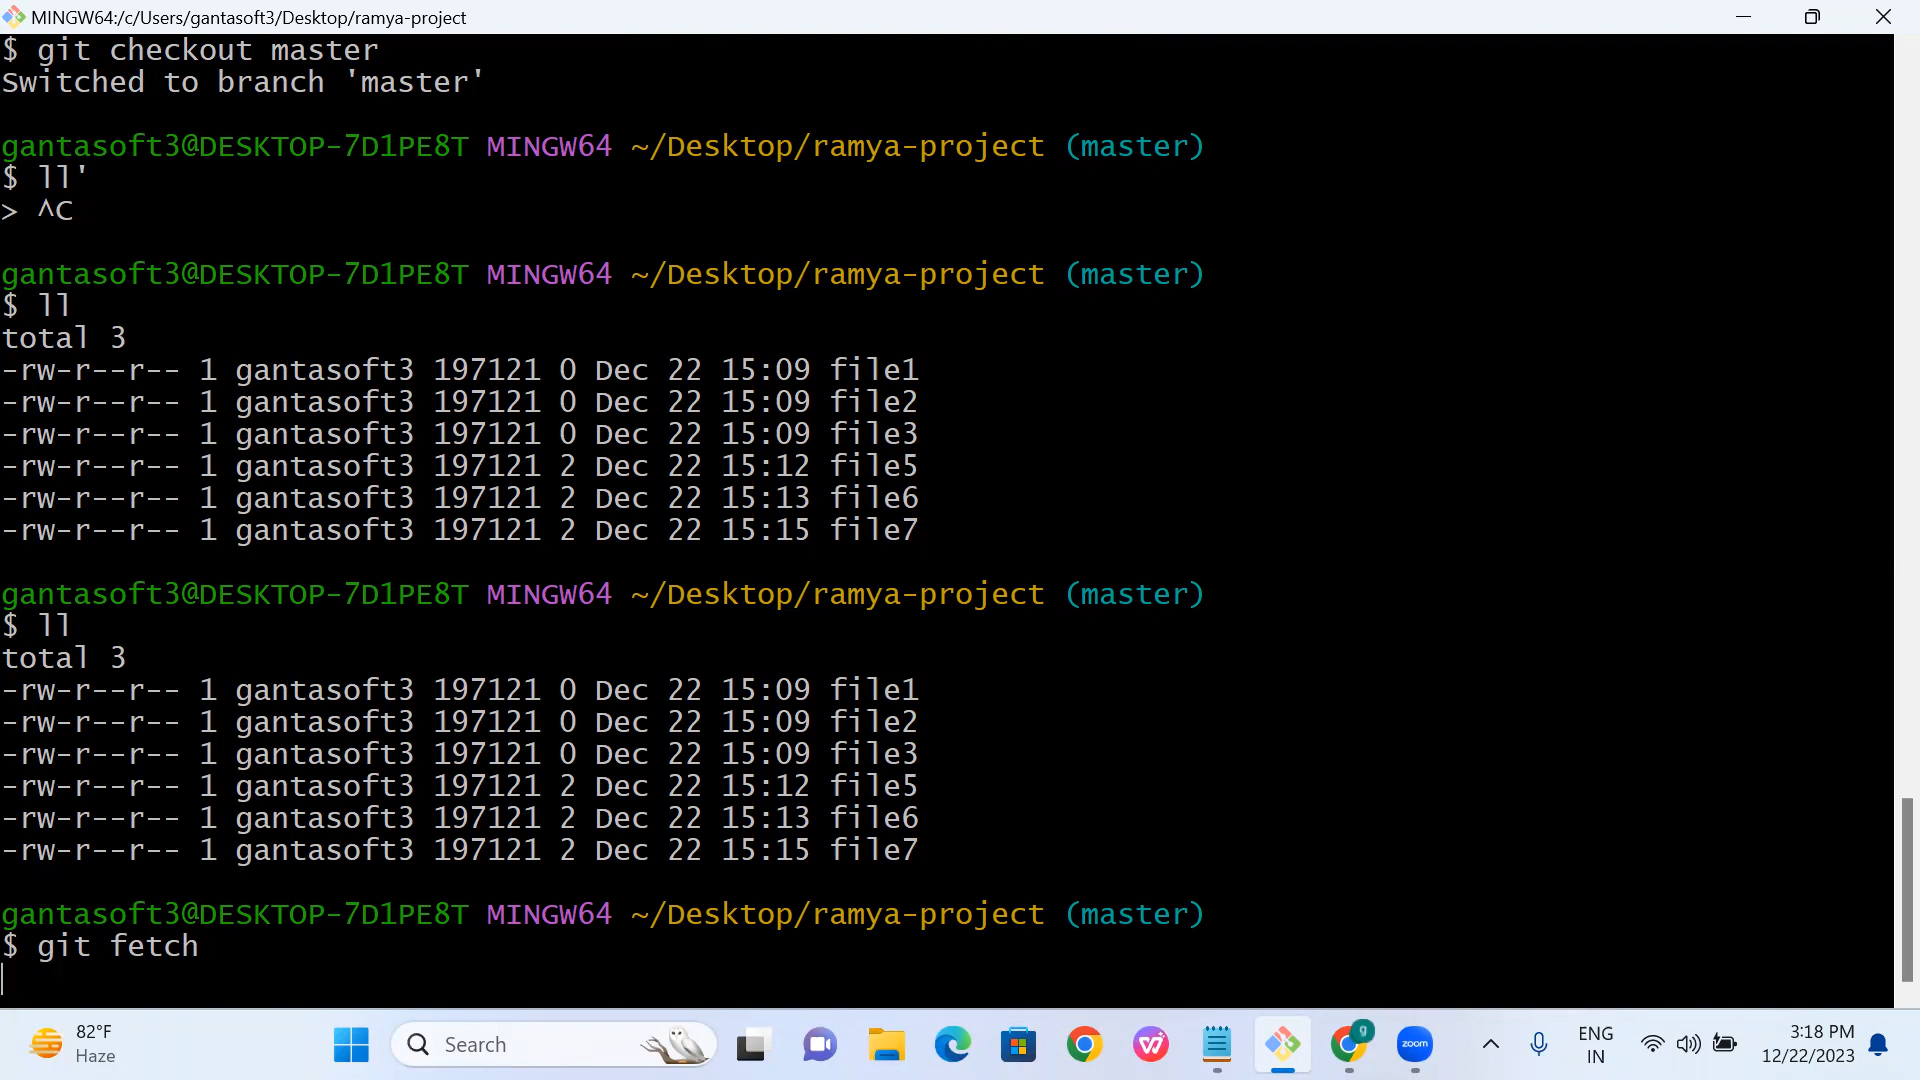 MINGW64:/c/Users/gantasoft3/Desktop/ramya-project
$ git checkout master
Switched to branch 'master'
gantasoft3@DESKTOP-7D1PE8T MINGW64 ~/Desktop/ramya-project (master)
$ ll'
> ^C
gantasoft3@DESKTOP-7D1PE8T MINGW64 ~/Desktop/ramya-project (master)
$ ll
total 3
-rw-r--r-- 1 gantasoft3 197121 0 Dec 22 15:09 file1
-rw-r--r-- 1 gantasoft3 197121 0 Dec 22 15:09 file2
-rw-r--r-- 1 gantasoft3 197121 0 Dec 22 15:09 file3
-rw-r--r-- 1 gantasoft3 197121 2 Dec 22 15:12 file5
-rw-r--r-- 1 gantasoft3 197121 2 Dec 22 15:13 file6
-rw-r--r-- 1 gantasoft3 197121 2 Dec 22 15:15 file7
gantasoft3@DESKTOP-7D1PE8T MINGW64 ~/Desktop/ramya-project (master)
$ ll
total 3
-rw-r--r-- 1 gantasoft3 197121 0 Dec 22 15:09 file1
-rw-r--r-- 1 gantasoft3 197121 0 Dec 22 15:09 file2
-rw-r--r-- 1 gantasoft3 197121 0 Dec 22 15:09 file3
-rw-r--r-- 1 gantasoft3 197121 2 Dec 22 15:12 file5
-rw-r--r-- 1 gantasoft3 197121 2 Dec 22 15:13 file6
-rw-r--r-- 1 gantasoft3 197121 2 Dec 22 15:15 file7
gantasoft3@DESKTOP-7D1PE8T MINGW64 ~/Desktop/ramya-project (master)
$ git fetch
82°F
Haze
Search
g
zoom
ENG
IN
3:18 PM
12/22/2023